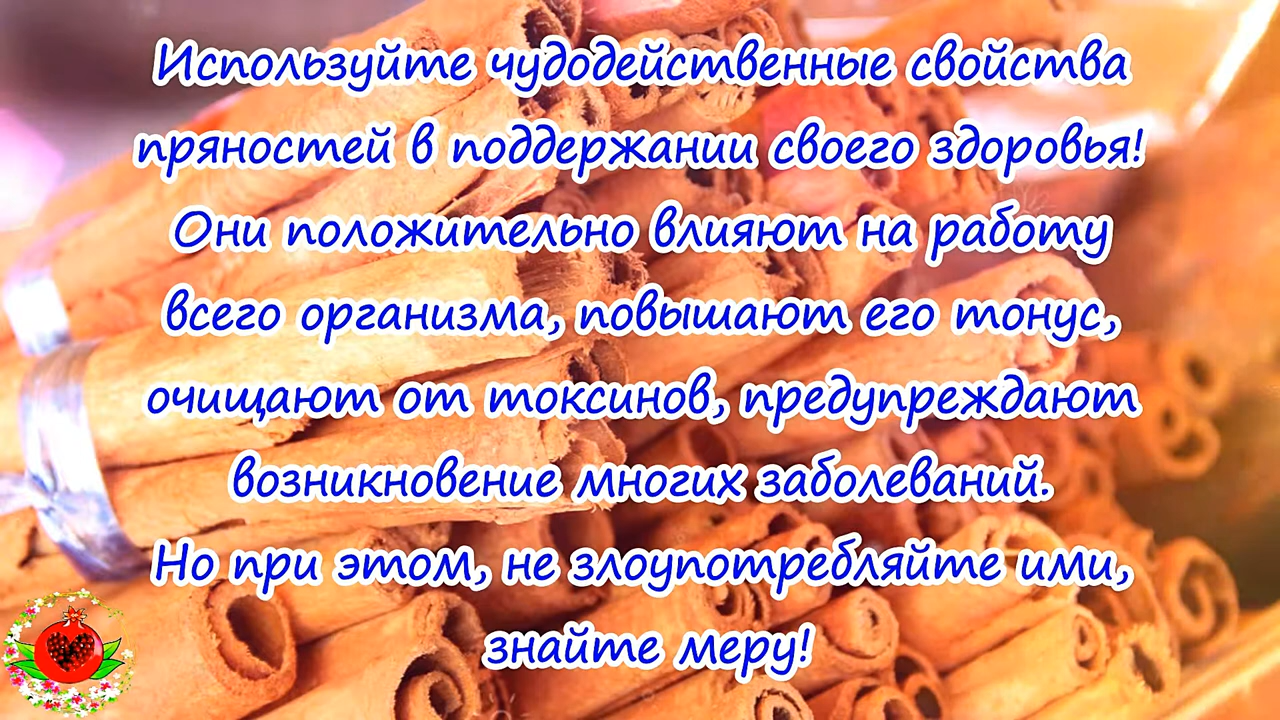 Используйте чудодейственные свойства
пряностей в поддержании своего здоровья!
Они положительно влияют на работу
всего организма, повышают его тонус,
очищают от токсинов, предупреждают
возникновение многих заболеваний.
Но при этом, не злоупотребляйте ими,
знайте меру!